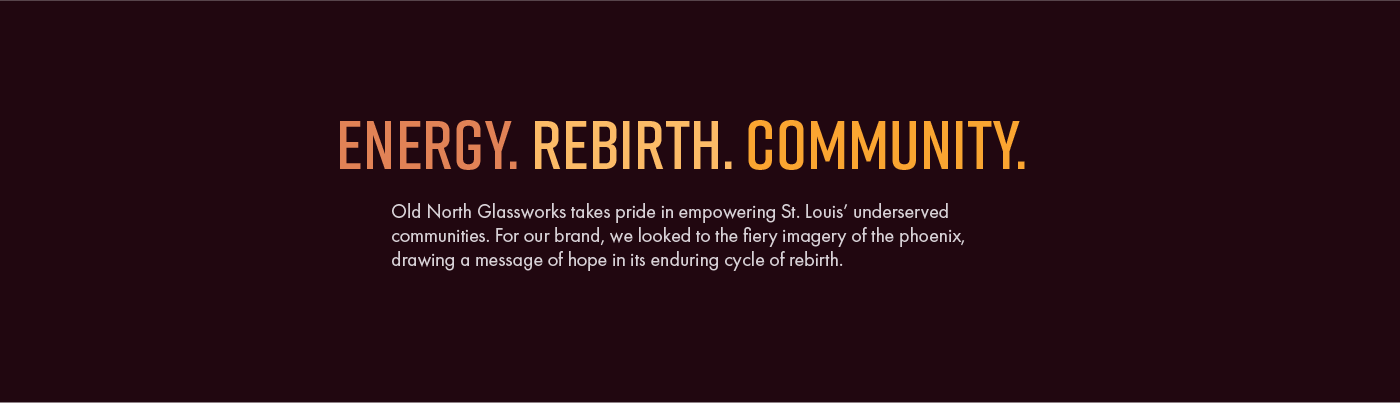 ENERGY. REBIRTH. COMMUNITY.
Old North Glassworks takes pride in empowering St. Louis’ underserved
communities. For our brand, we looked to the fiery imagery of the phoenix,
drawing a message of hope in its enduring cycle of rebirth.